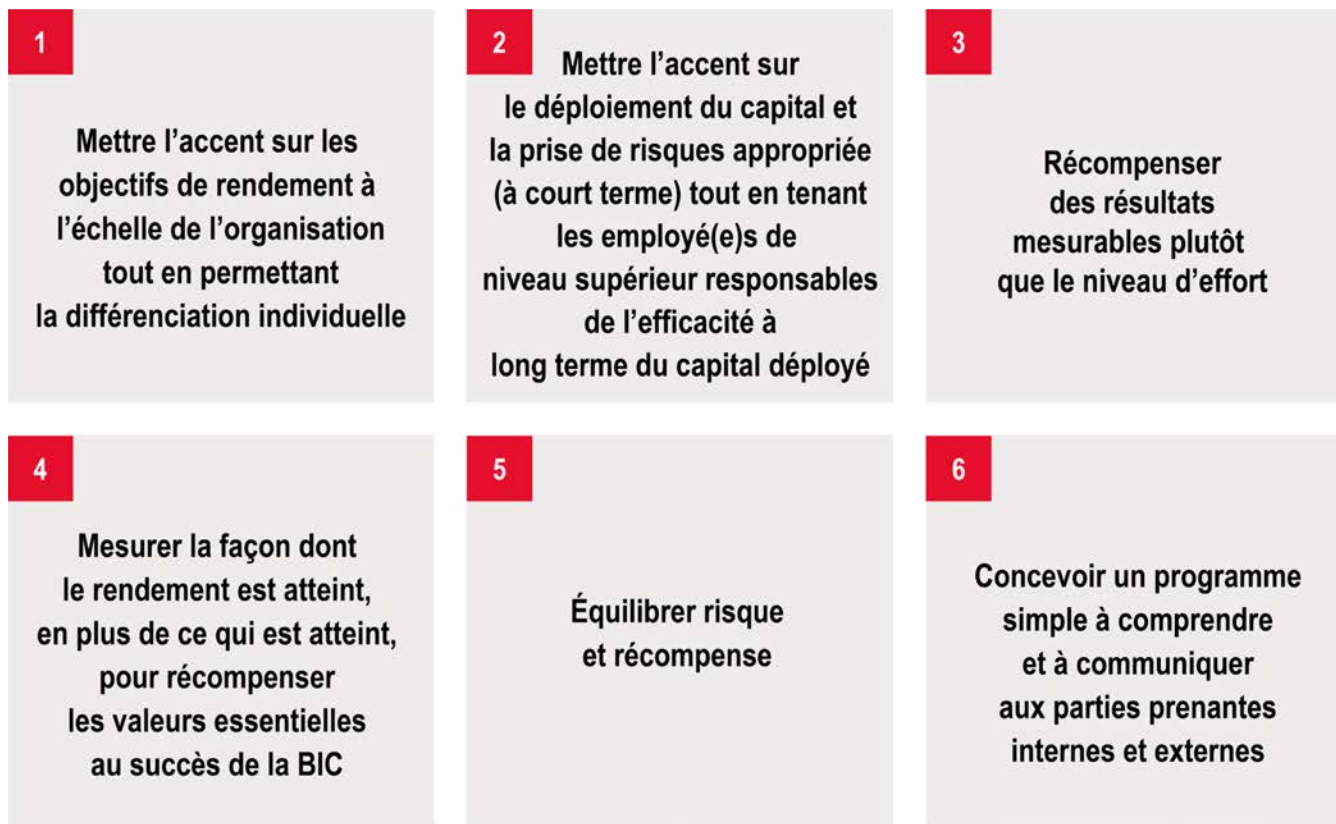 1
Mettre l’accent sur les
objectifs de rendement à
l’échelle de l’organisation
tout en permettant
la différenciation individuelle
2
Mettre l’accent sur
le déploiement du capital et
la prise de risques appropriée
(à court terme) tout en tenant
les employé(e)s de
niveau supérieur responsables
de l’efficacité à
long terme du capital déployé
3
Récompenser
des résultats
mesurables plutôt
que le niveau d’effort
4
Mesurer la façon dont
le rendement est atteint,
en plus de ce qui est atteint,
pour récompenser
les valeurs essentielles
au succès de la BIC
5
Équilibrer risque
et récompense
6
Concevoir un programme
simple à comprendre
et à communiquer
aux parties prenantes
internes et externes